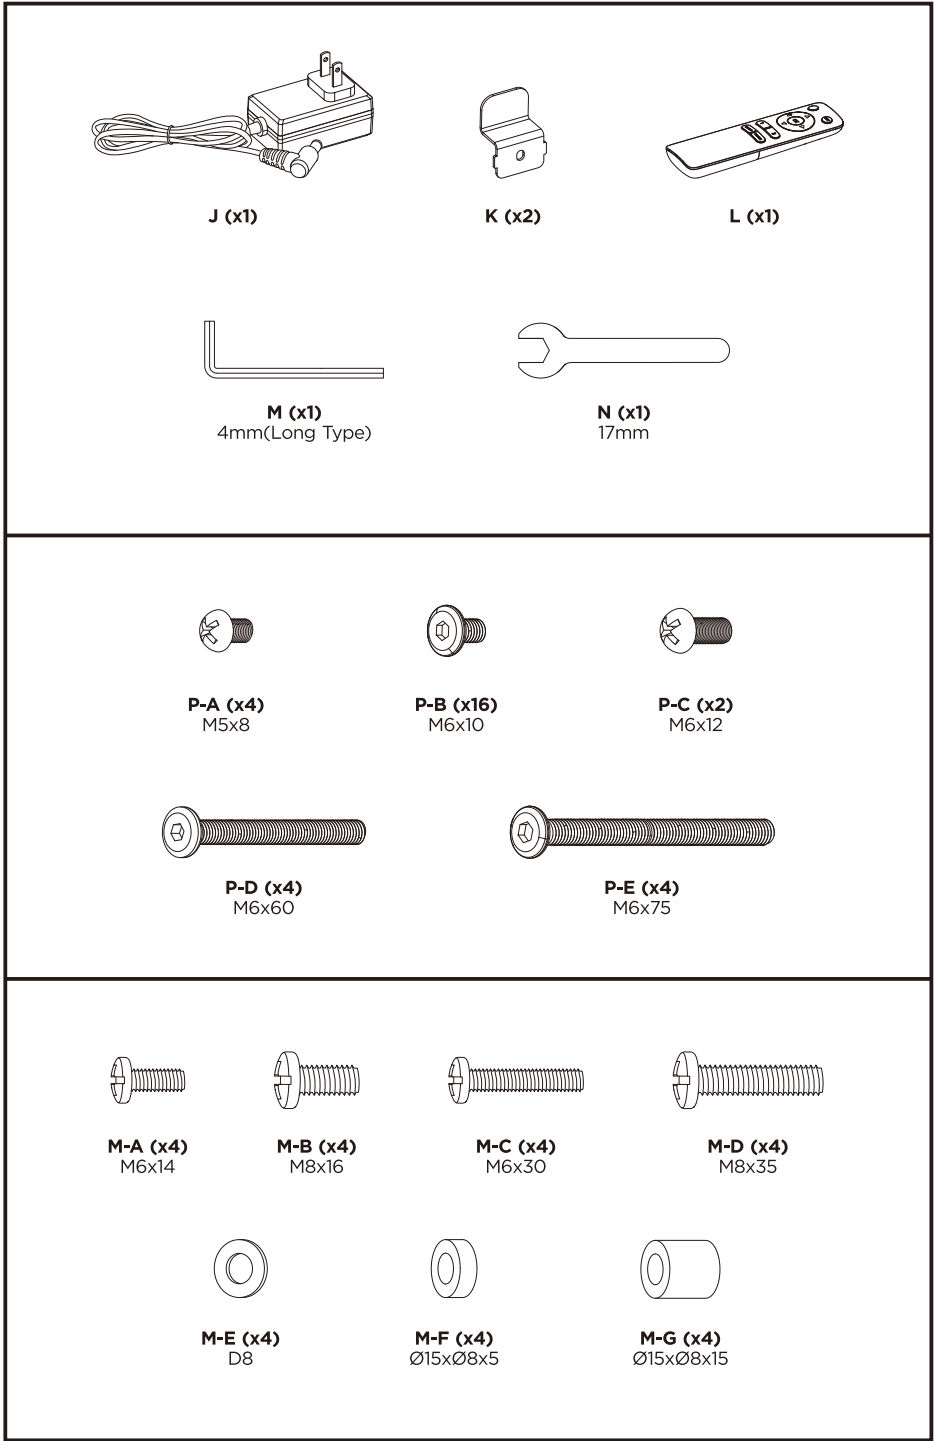 J (x1)
K (x2)
L (x1)
M (x1)
4mm(Long Type)
N (x1)
17mm
P-A (x4)
M5x8
P-B (x16)
M6x10
P-C (x2)
M6x12
P-D (x4)
M6x60
P-E (x4)
M6x75
M-A (x4)
M6x14
M-B (x4)
M8x16
M-C (x4)
M6x30
M-D (x4)
M8x35
M-E (x4)
D8
M-F (x4)
Ø15xØ8x5
M-G (x4)
Ø15xØ8x15